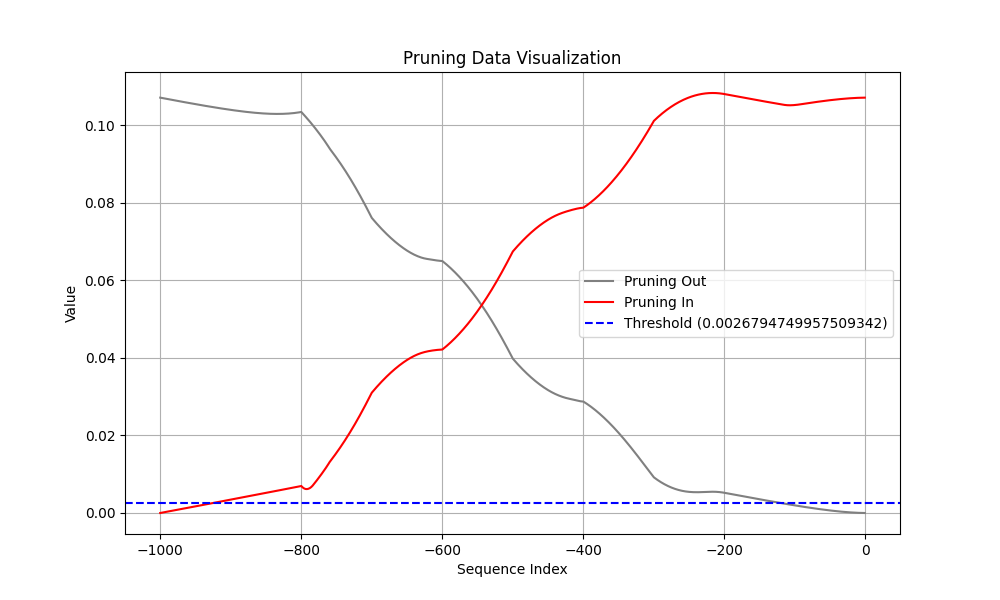 Pruning Data Visualization
Value
0.10
0.08
0.06
0.04
0.02
0.00
Pruning Out
Pruning In
Threshold (0.0026794749957509342)
−1000 −800 −600 −400 −200 0
Sequence Index